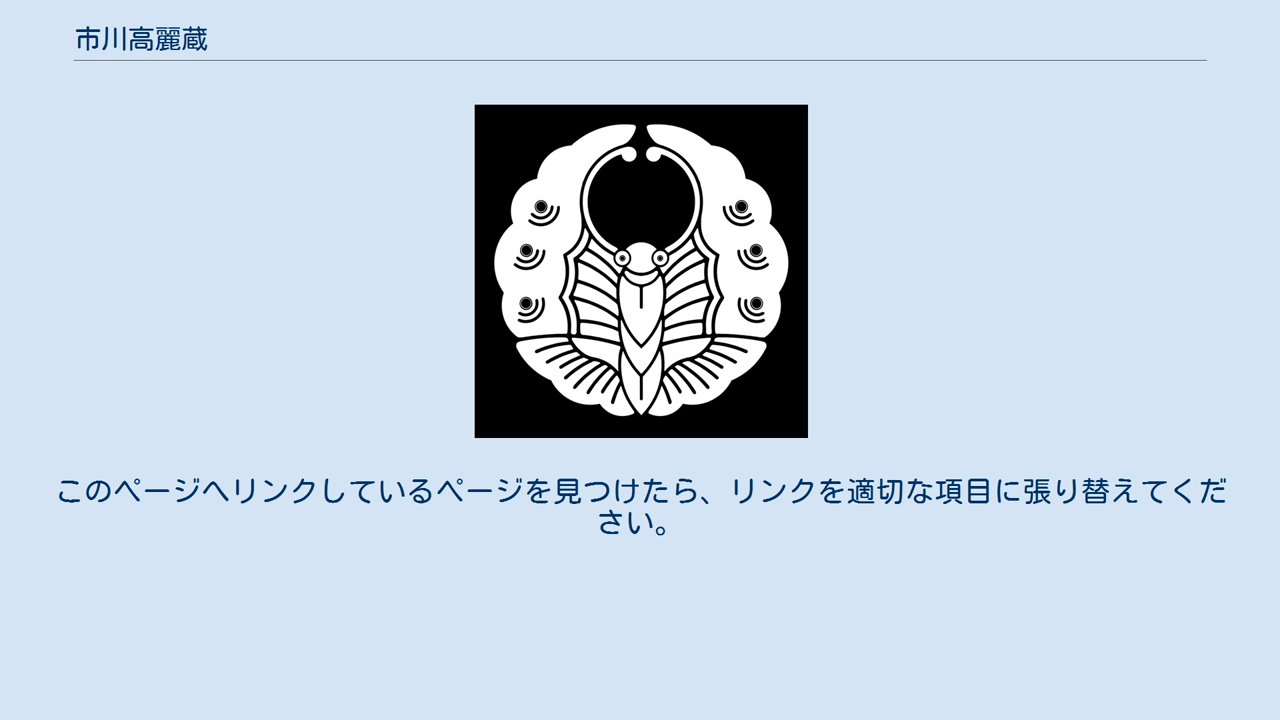 市川高麗蔵
このページへリンクしているページを見つけたら、リンクを適切な項目に張り替えてくだ
さい。